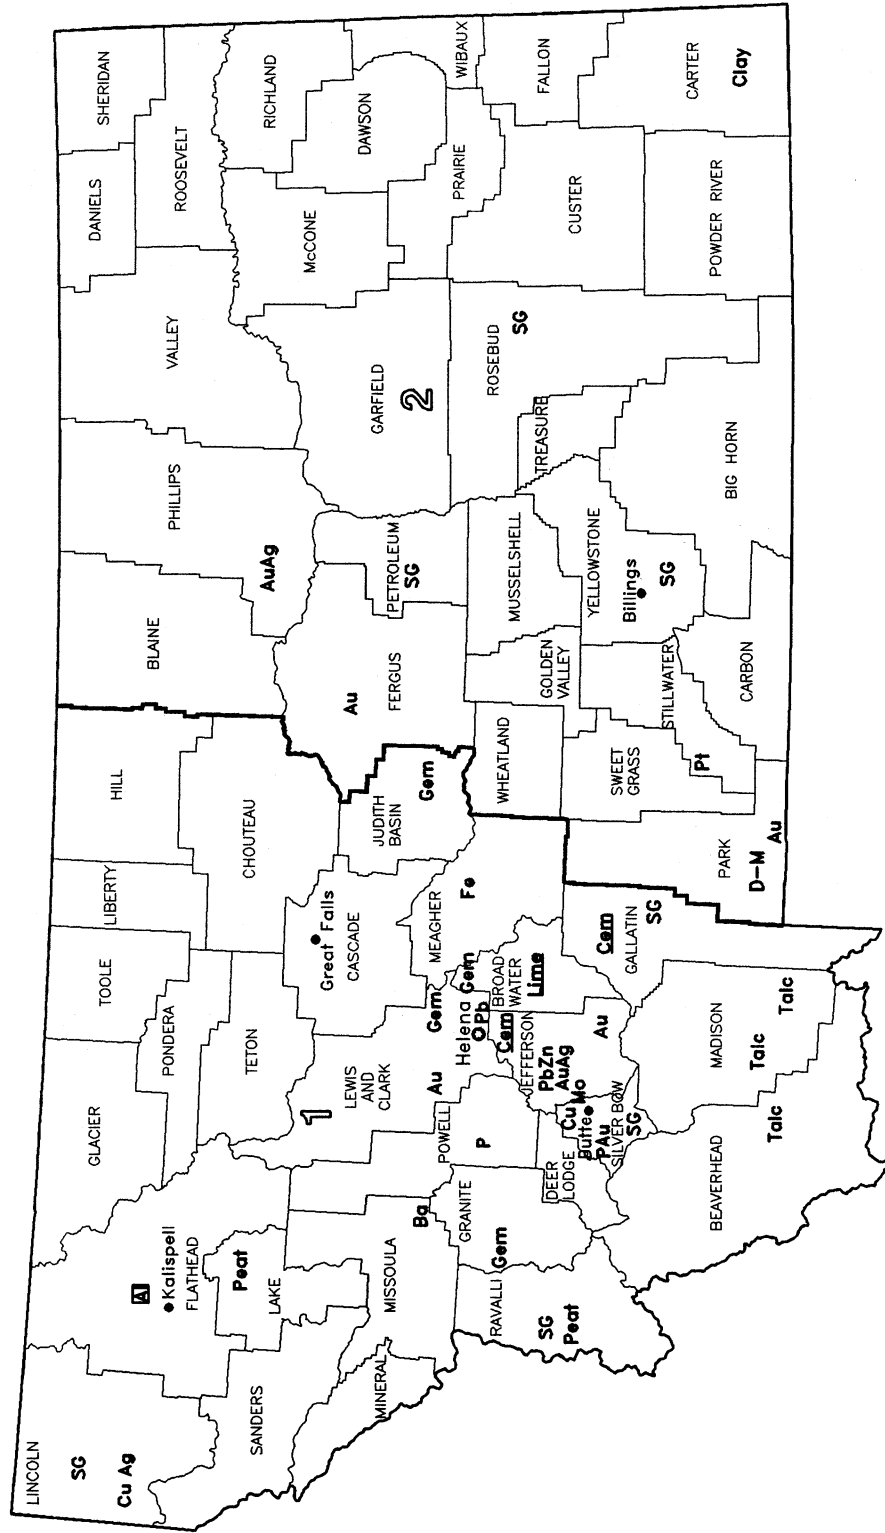 LINCOLN
SG
Cu Ag
FLATHEAD
Al
Kalispell
GLACIER
TOOLE
LIBERTY
HILL
BLAINE
PHILLIPS
AuAg
VALLEY
DANIELS
SHERIDAN
ROOSEVELT
PONDERA
TETON
CHOUTEAU
SANDERS
LAKE
Peat
1
LEWIS
AND
CLARK
Au
Gem
Great Falls
CASCADE
JUDITH
BASIN
Gem
FERGUS
Au
PETROLEUM
SG
GARFIELD
2
McCONE
RICHLAND
DAWSON
WIBAUX
PRAIRIE
MINERAL
MISSOULA
Ba
POWELL
P
GRANITE
Gem
Helena
Gem
Pb
MEAGHER
Fe
BROAD
WATER
Lime
WHEATLAND
GOLDEN
VALLEY
MUSSELSHELL
TREASURE
ROSEBUD
SG
CUSTER
FALLON
RAVALLI
SG
Peat
DEER
LODGE
Cem
JEFFERSON
PbZn
AuAg
Au
Cu
Mo
Butte
PAu
SILVER BOW
SG
Cem
GALLATIN
SG
SWEET
GRASS
Pt
STILLWATER
YELLOWSTONE
Billings
SG
BIG HORN
POWDER RIVER
CARTER
Clay
BEAVERHEAD
Talc
MADISON
Talc
Talc
PARK
D-M
Au
CARBON